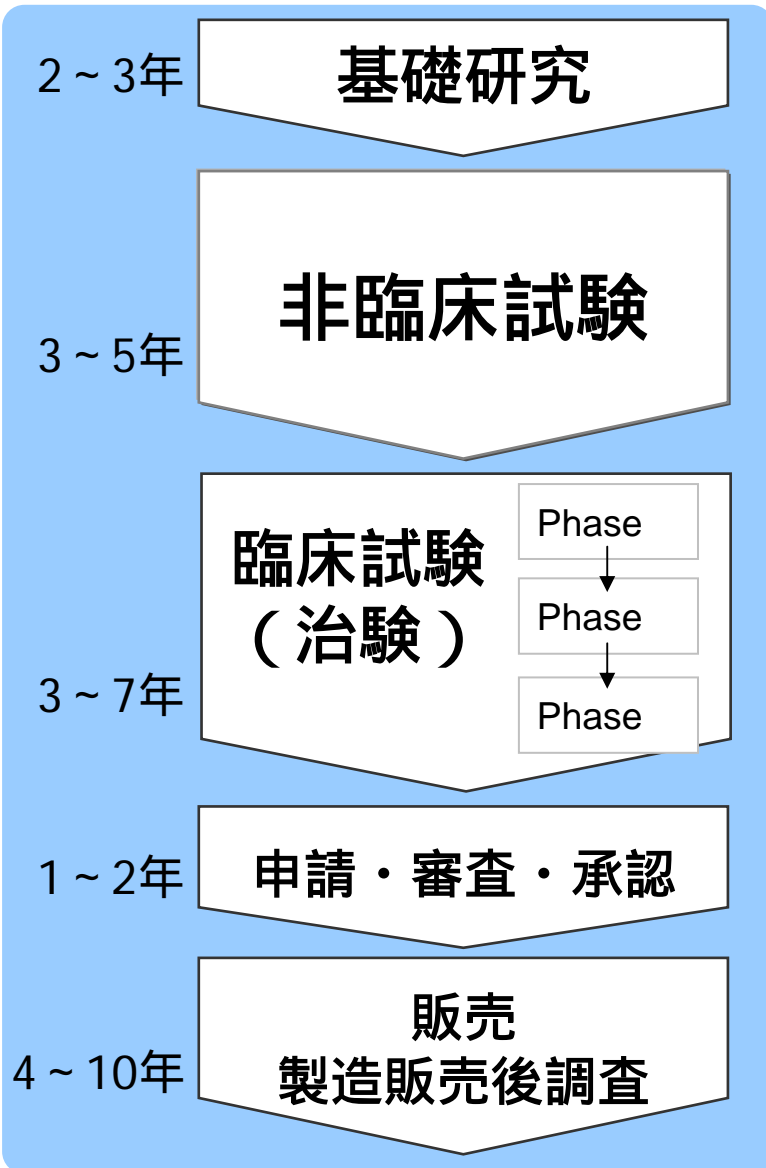 2~3年
基礎研究
非臨床試験
3~5年
臨床試験
(治験)
Phase
Phase
Phase
3~7年
1~2年
申請・審査・承認
販売
製造販売後調査
4~10年